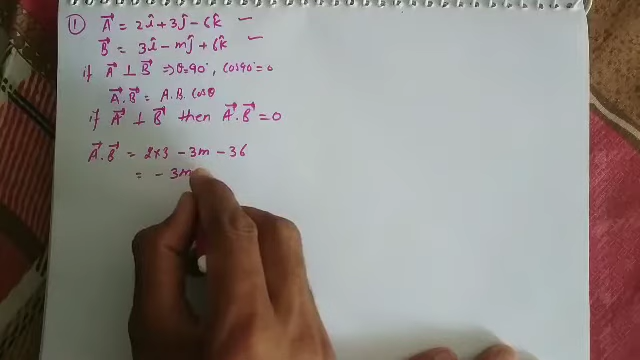 ① A⃗ = 2î + 3ĵ - 6k̂
B⃗ = 3î - mĵ + 6k̂
if A⃗ ⊥ B⃗ ⇒ θ=90°, cos90°=0
A⃗.B⃗ = A.B. cosθ
if A⃗ ⊥ B⃗ then A⃗.B⃗ = 0
A⃗.B⃗ = 2×3 - 3m - 36
= - 3m